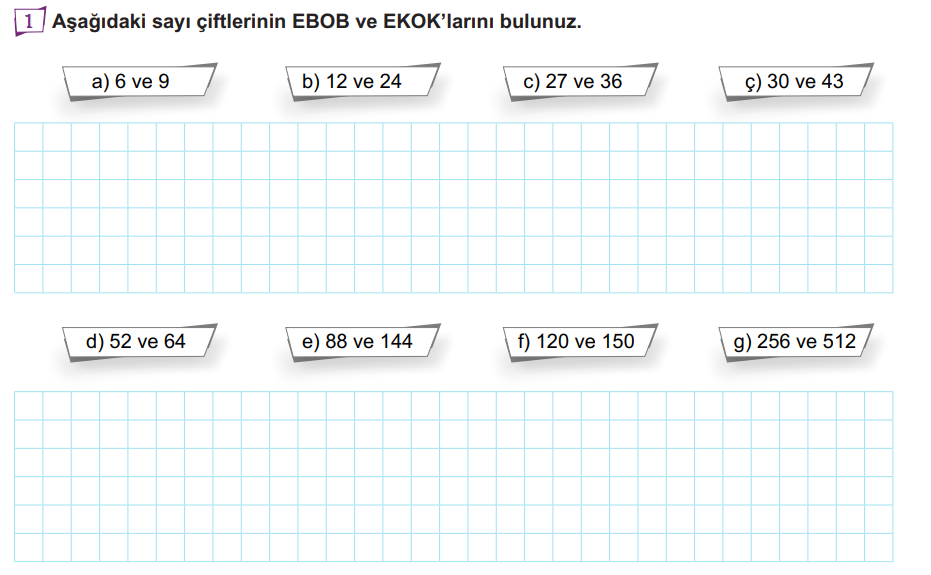 1 Aşağıdaki sayı çiftlerinin EBOB ve EKOK’larını bulunuz.
a) 6 ve 9
b) 12 ve 24
c) 27 ve 36
ç) 30 ve 43
d) 52 ve 64
e) 88 ve 144
f) 120 ve 150
g) 256 ve 512